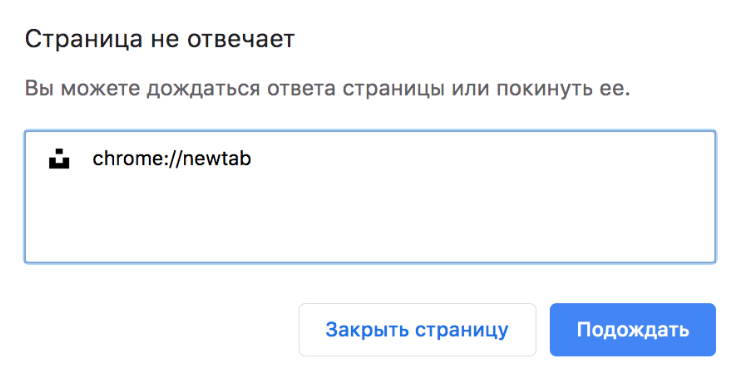 Страница не отвечает
Вы можете дождаться ответа страницы или покинуть ее.
chrome://newtab
Закрыть страницу
Подождать